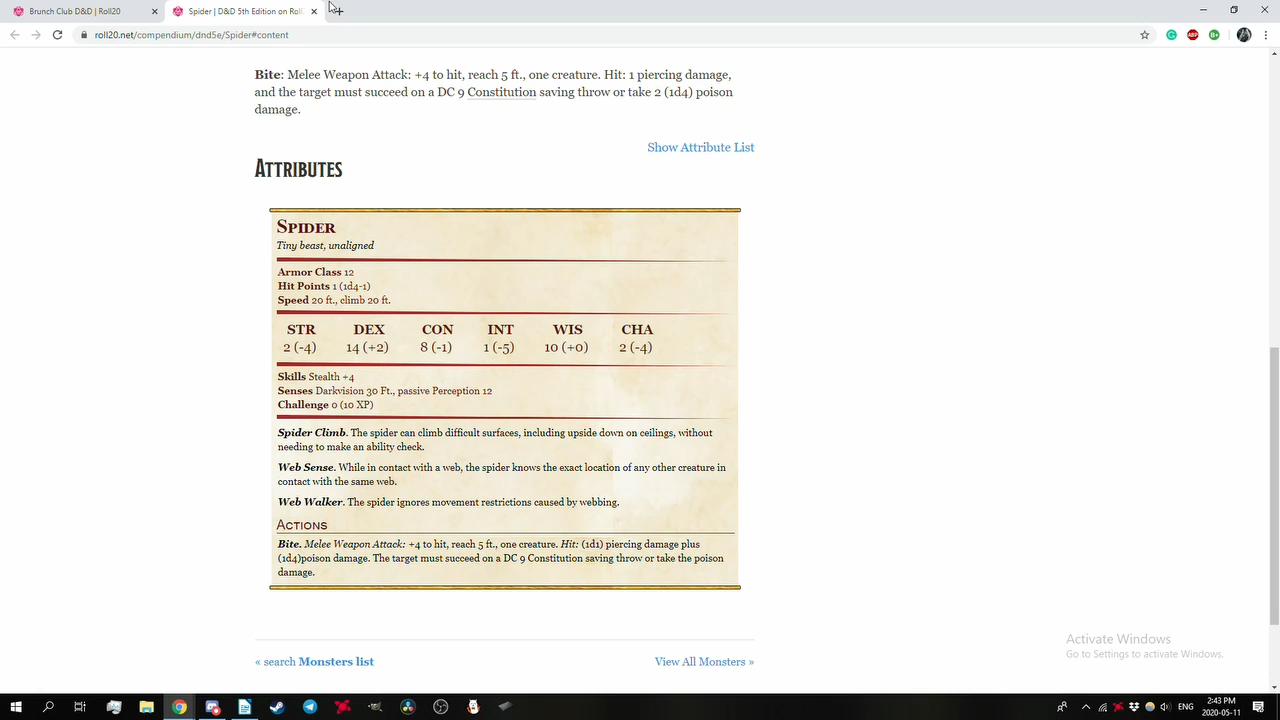 Brunch Club D&D | Roll20
Spider | D&D 5th Edition on Roll
roll20.net/compendium/dnd5e/Spider#content
Bite: Melee Weapon Attack: +4 to hit, reach 5 ft., one creature. Hit: 1 piercing damage,
and the target must succeed on a DC 9 Constitution saving throw or take 2 (1d4) poison
damage.
Show Attribute List
Attributes
Spider
Tiny beast, unaligned
Armor Class 12
Hit Points 1 (1d4-1)
Speed 20 ft., climb 20 ft.
STR DEX CON INT WIS CHA
2 (-4) 14 (+2) 8 (-1) 1 (-5) 10 (+0) 2 (-4)
Skills Stealth +4
Senses Darkvision 30 Ft., passive Perception 12
Challenge 0 (10 XP)
Spider Climb. The spider can climb difficult surfaces, including upside down on ceilings, without
needing to make an ability check.
Web Sense. While in contact with a web, the spider knows the exact location of any other creature in
contact with the same web.
Web Walker. The spider ignores movement restrictions caused by webbing.
Actions
Bite. Melee Weapon Attack: +4 to hit, reach 5 ft., one creature. Hit: (1d1) piercing damage plus
(1d4)poison damage. The target must succeed on a DC 9 Constitution saving throw or take the poison
damage.
« search Monsters list
View All Monsters »
Activate Windows
Go to Settings to activate Windows.
ENG
2:43 PM
2020-05-11